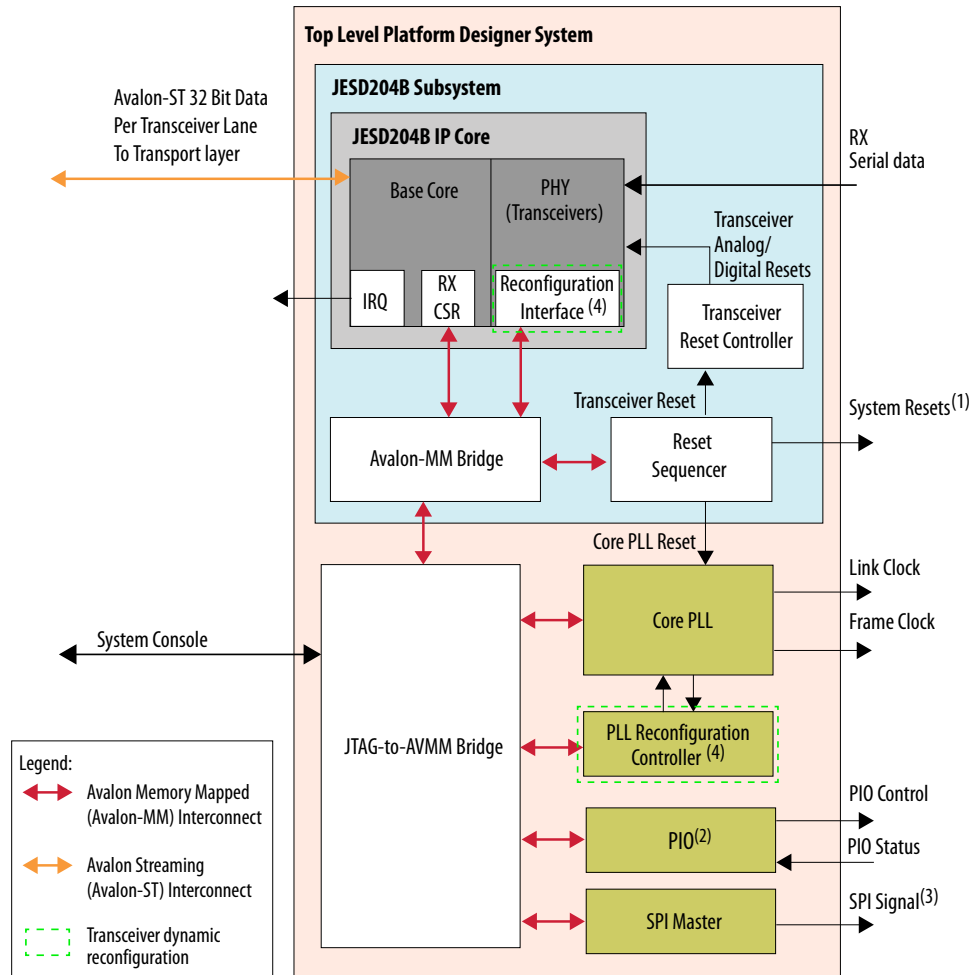 Top Level Platform Designer System
JESD204B Subsystem
Avalon-ST 32 Bit Data
Per Transceiver Lane
To Transport layer
JESD204B IP Core
RX
Serial data
Base Core
PHY
(Transceivers)
Transceiver
Analog/
Digital Resets
IRQ
RX
CSR
Reconfiguration
Interface (4)
Transceiver
Reset Controller
Transceiver Reset
System Resets(1)
Avalon-MM Bridge
Reset
Sequencer
Core PLL Reset
Link Clock
Core PLL
Frame Clock
System Console
JTAG-to-AVMM Bridge
PLL Reconfiguration
Controller (4)
Legend:
Avalon Memory Mapped
(Avalon-MM) Interconnect
PIO Control
PIO(2)
PIO Status
Avalon Streaming
(Avalon-ST) Interconnect
SPI Signal(3)
SPI Master
Transceiver dynamic
reconfiguration